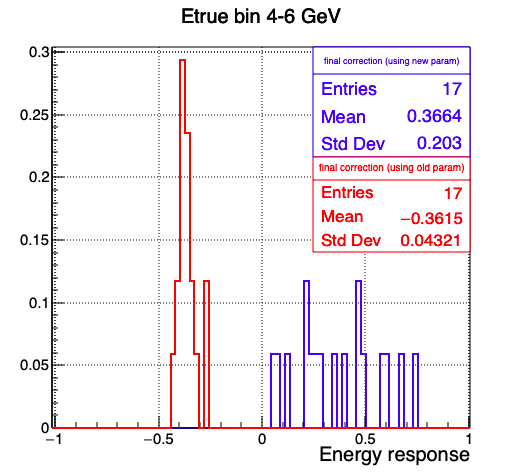 Etrue bin 4-6 GeV
final correction (using new param)
Entries 17
Mean 0.3664
Std Dev 0.203
final correction (using old param)
Entries 17
Mean −0.3615
Std Dev 0.04321
0.3
0.25
0.2
0.15
0.1
0.05
0
−1 −0.5 0 0.5 1
Energy response